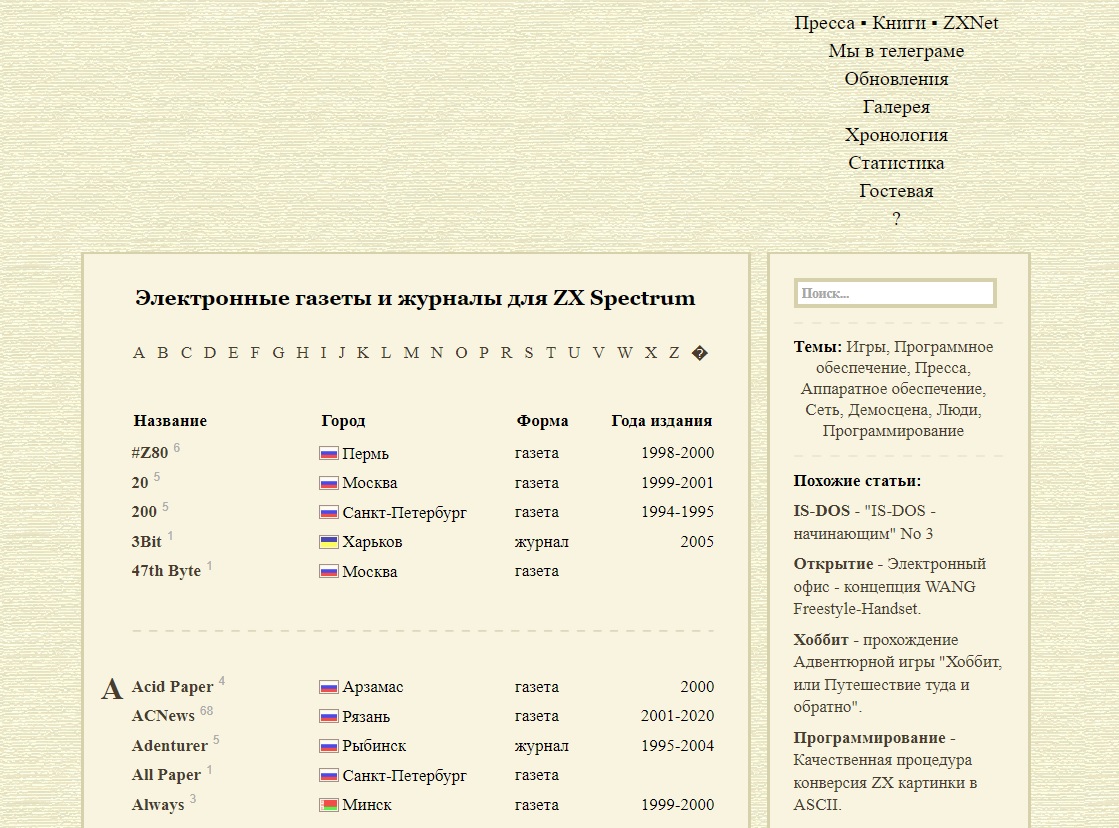 Пресса ▪ Книги ▪ ZXNet
Мы в телеграме
Обновления
Галерея
Хронология
Статистика
Гостевая
?
Электронные газеты и журналы для ZX Spectrum
A B C D E F G H I J K L M N O P R S T U V W X Z �
Название Город Форма Года издания
#Z80 6 Пермь газета 1998-2000
20 5 Москва газета 1999-2001
200 5 Санкт-Петербург газета 1994-1995
3Bit 1 Харьков журнал 2005
47th Byte 1 Москва газета
A Acid Paper 4 Арзамас газета 2000
ACNews 68 Рязань газета 2001-2020
Adenturer 5 Рыбинск журнал 1995-2004
All Paper 1 Санкт-Петербург газета
Always 3 Минск газета 1999-2000
Поиск...
Темы: Игры, Программное
обеспечение, Пресса,
Аппаратное обеспечение,
Сеть, Демосцена, Люди,
Программирование
Похожие статьи:
IS-DOS - "IS-DOS -
начинающим" No 3
Открытие - Электронный
офис - концепция WANG
Freestyle-Handset.
Хоббит - прохождение
Адвентюрной игры "Хоббит,
или Путешествие туда и
обратно".
Программирование -
Качественная процедура
конверсия ZX картинки в
ASCII.